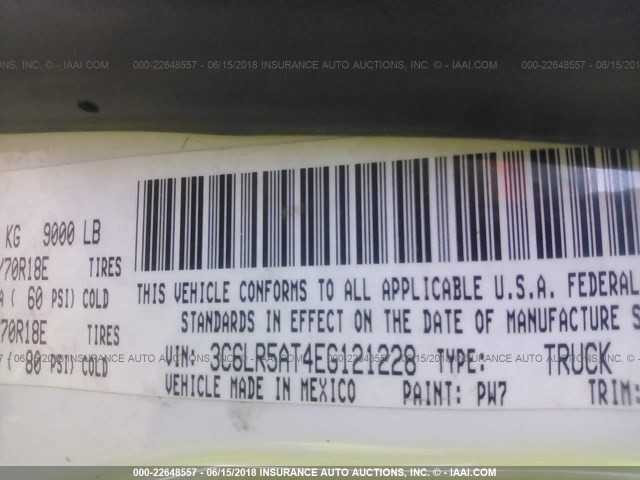 INC. - IAAI.COM 000-22648557 - 06/15/2018 INSURANCE AUTO AUCTIONS, INC. © - IAAI.COM 000-22648557 - 06/15/2018
KG 9000 LB
70R18E TIRES
( 60 PSI) COLD
70R18E TIRES
( 80 PSI) COLD
THIS VEHICLE CONFORMS TO ALL APPLICABLE U.S.A. FEDERAL
STANDARDS IN EFFECT ON THE DATE OF MANUFACTURE S
VIN: 3C6LR5AT4EG121228 TYPE: TRUCK
VEHICLE MADE IN MEXICO PAINT: PW7 TRIM:
000-22648557 - 06/15/2018 INSURANCE AUTO AUCTIONS, INC. © - IAAI.COM